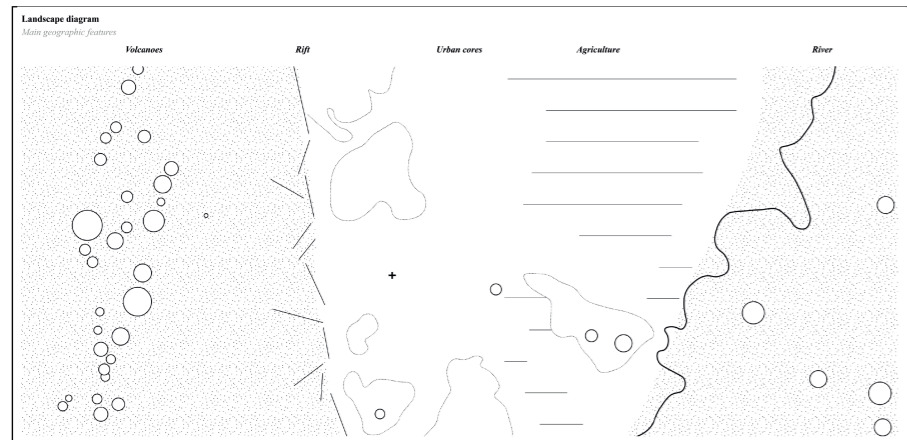 Landscape diagram
Main geographic features
Volcanoes
Rift
Urban cores
Agriculture
River